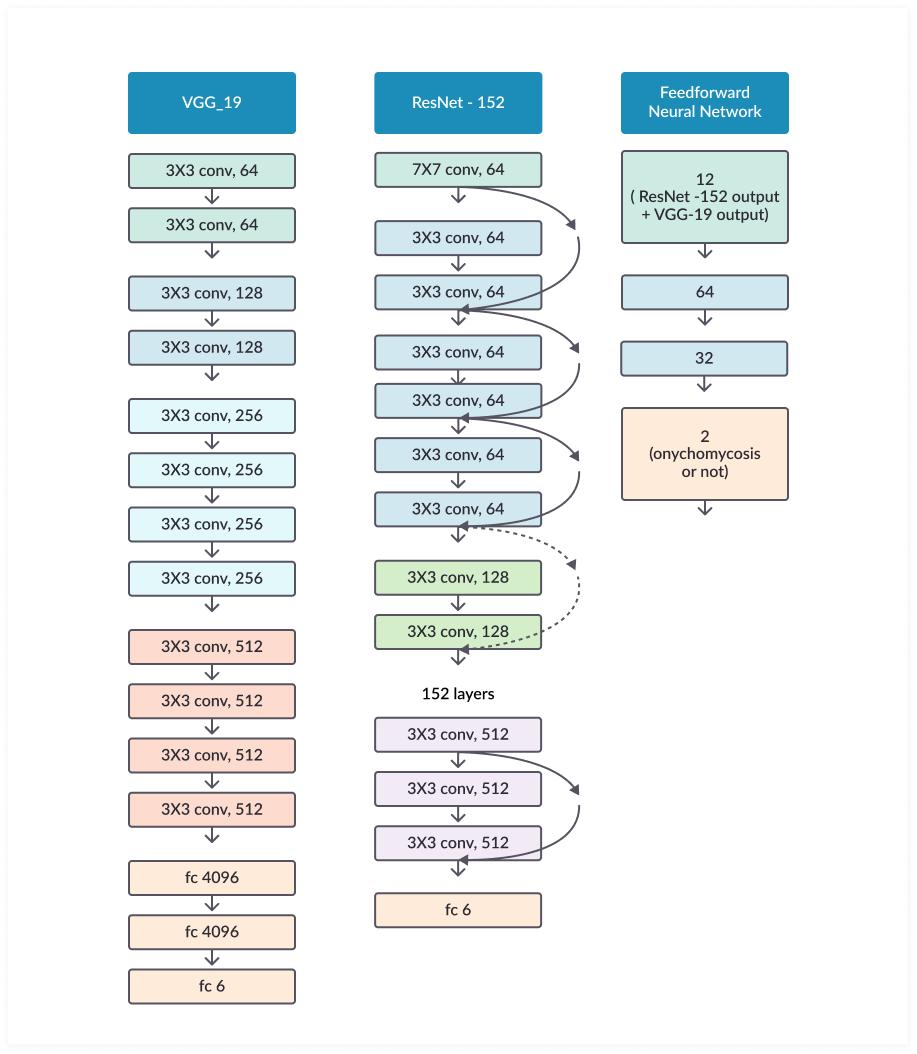 VGG_19
3X3 conv, 64
3X3 conv, 64
3X3 conv, 128
3X3 conv, 128
3X3 conv, 256
3X3 conv, 256
3X3 conv, 256
3X3 conv, 256
3X3 conv, 512
3X3 conv, 512
3X3 conv, 512
3X3 conv, 512
fc 4096
fc 4096
fc 6
ResNet - 152
7X7 conv, 64
3X3 conv, 64
3X3 conv, 64
3X3 conv, 64
3X3 conv, 64
3X3 conv, 64
3X3 conv, 64
3X3 conv, 128
3X3 conv, 128
152 layers
3X3 conv, 512
3X3 conv, 512
3X3 conv, 512
fc 6
Feedforward
Neural Network
12
( ResNet -152 output
+ VGG-19 output)
64
32
2
(onychomycosis
or not)